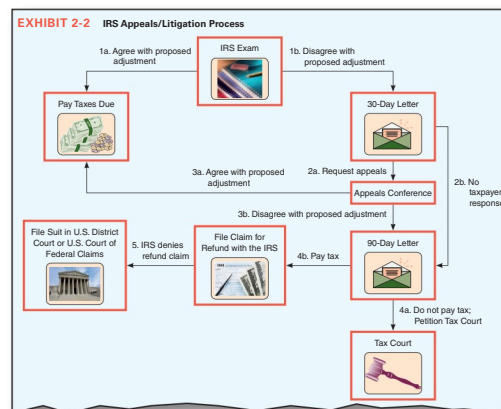 EXHIBIT 2-2 IRS Appeals/Litigation Process
1a. Agree with proposed
adjustment
IRS Exam
1b. Disagree with
proposed adjustment
Pay Taxes Due
30-Day Letter
3a. Agree with proposed
adjustment
2a. Request appeals
2b. No
taxpayer
response
Appeals Conference
3b. Disagree with proposed adjustment
File Suit in U.S. District
Court or U.S. Court of
Federal Claims
5. IRS denies
refund claim
File Claim for
Refund with the IRS
4b. Pay tax
90-Day Letter
4a. Do not pay tax;
Petition Tax Court
Tax Court